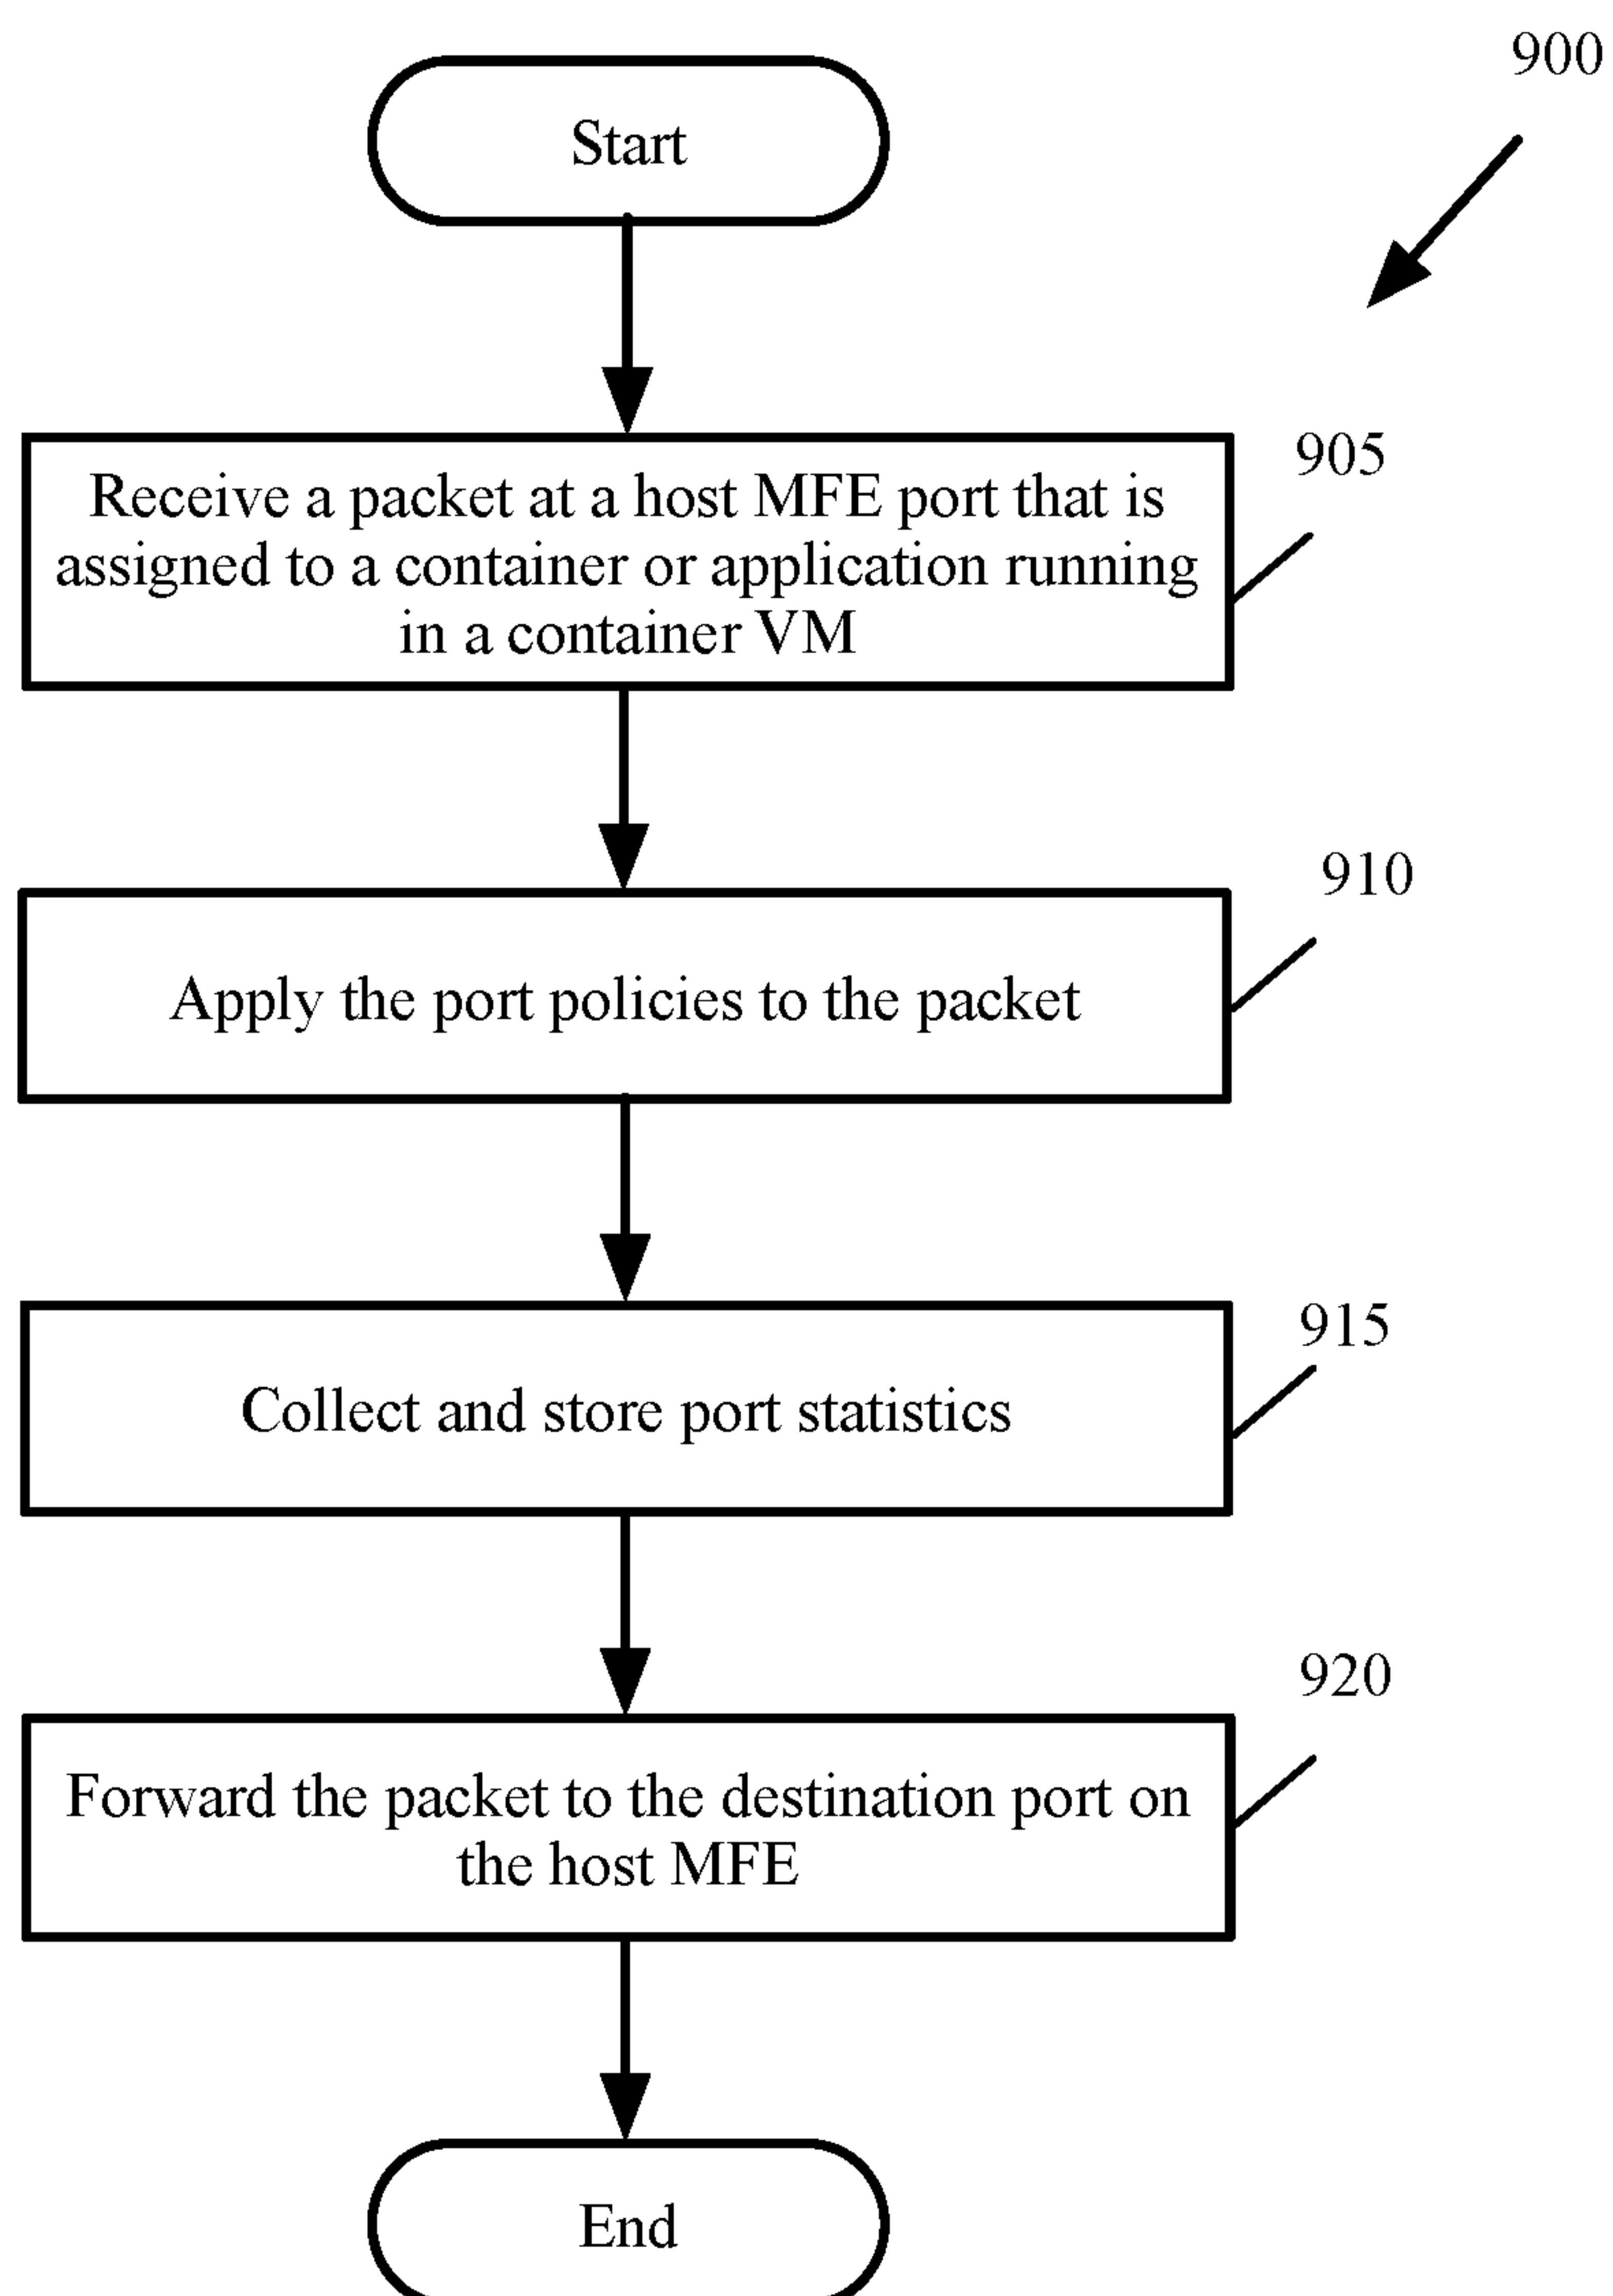 900
Start
905
Receive a packet at a host MFE port that is
assigned to a container or application running
in a container VM
910
Apply the port policies to the packet
915
Collect and store port statistics
920
Forward the packet to the destination port on
the host MFE
End